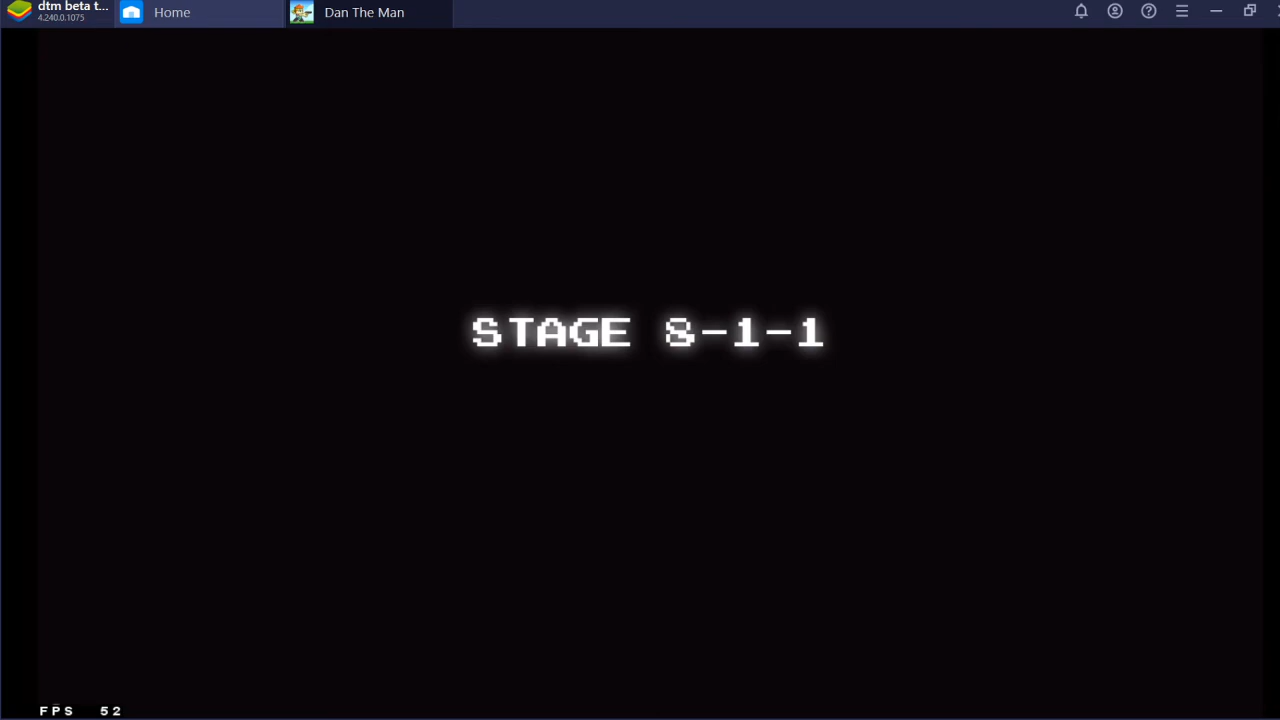 dtm beta t...
4.240.0.1075
Home
Dan The Man
STAGE 8-1-1
FPS 52